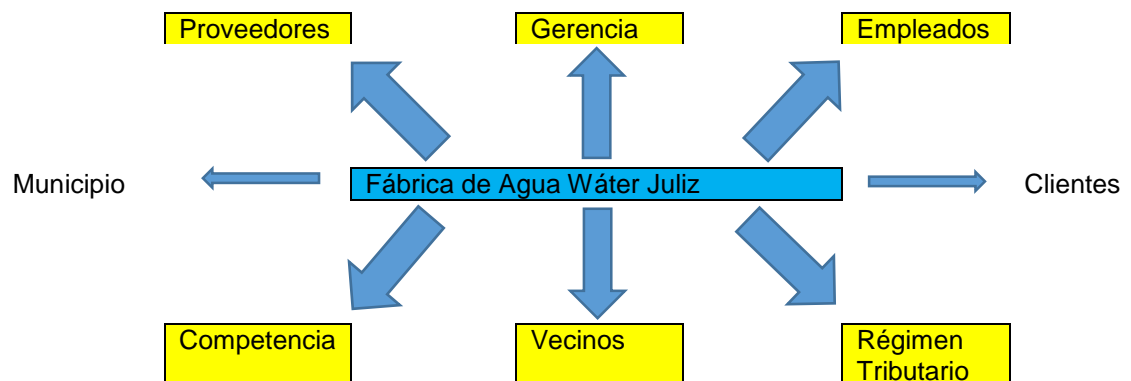 Proveedores
Gerencia
Empleados
Municipio
Fábrica de Agua Wáter Juliz
Clientes
Competencia
Vecinos
Régimen
Tributario